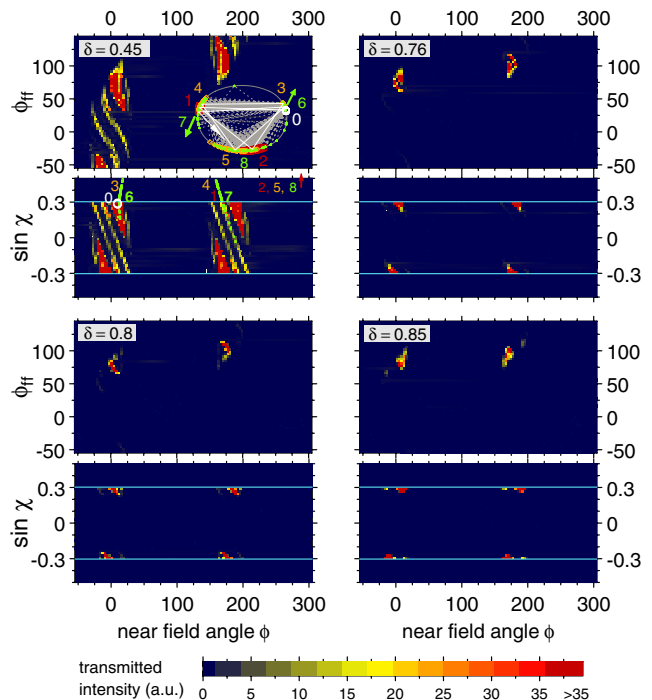 0 100 200 300 0 100 200 300
δ = 0.45 δ = 0.76
ϕff 100 50 0 -50
4 3 1 6 7 0 5 8 2
100 50 0 -50
3 4 2, 5, 8
0 6 1 7
sin χ 0.3 0 -0.3
0.3 0 -0.3
δ = 0.8 δ = 0.85
ϕff 100 50 0 -50
100 50 0 -50
sin χ 0.3 0 -0.3
0.3 0 -0.3
0 100 200 300 0 100 200 300
near field angle ϕ near field angle ϕ
transmitted
intensity (a.u.) 0 5 10 15 20 25 30 35 >35